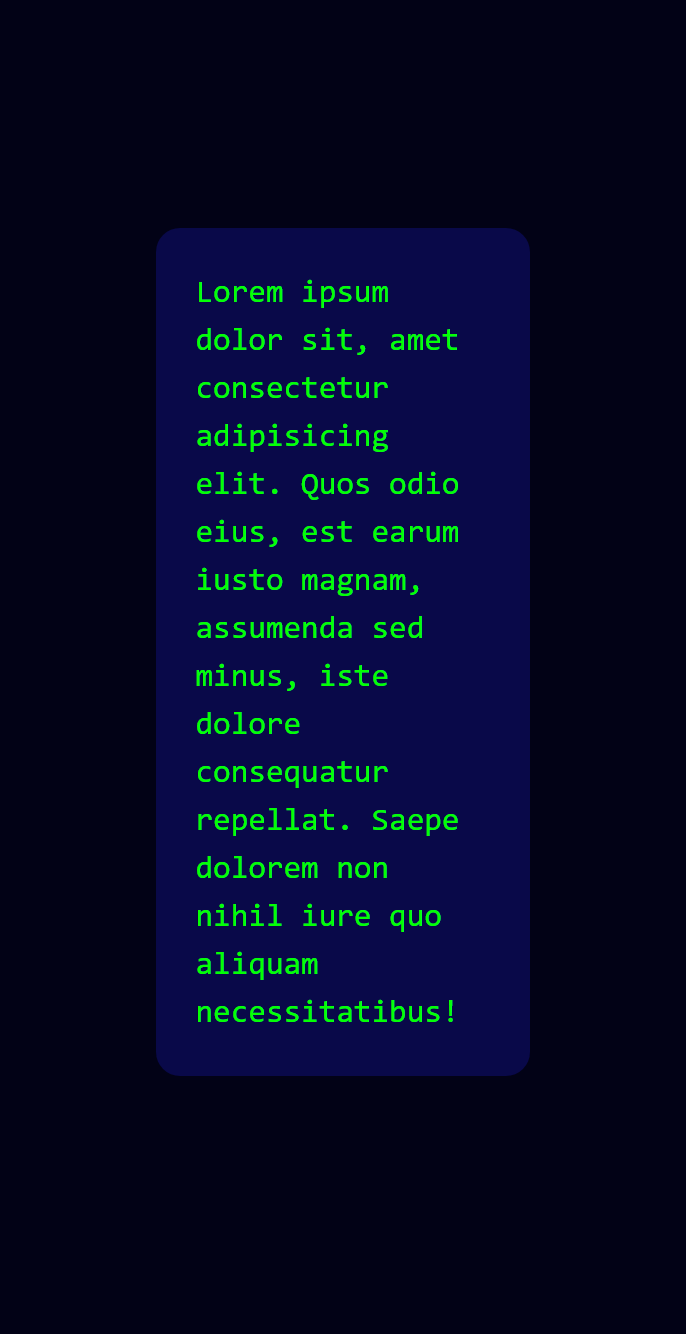 Lorem ipsum
dolor sit, amet
consectetur
adipisicing
elit. Quos odio
eius, est earum
iusto magnam,
assumenda sed
minus, iste
dolore
consequatur
repellat. Saepe
dolorem non
nihil iure quo
aliquam
necessitatibus!